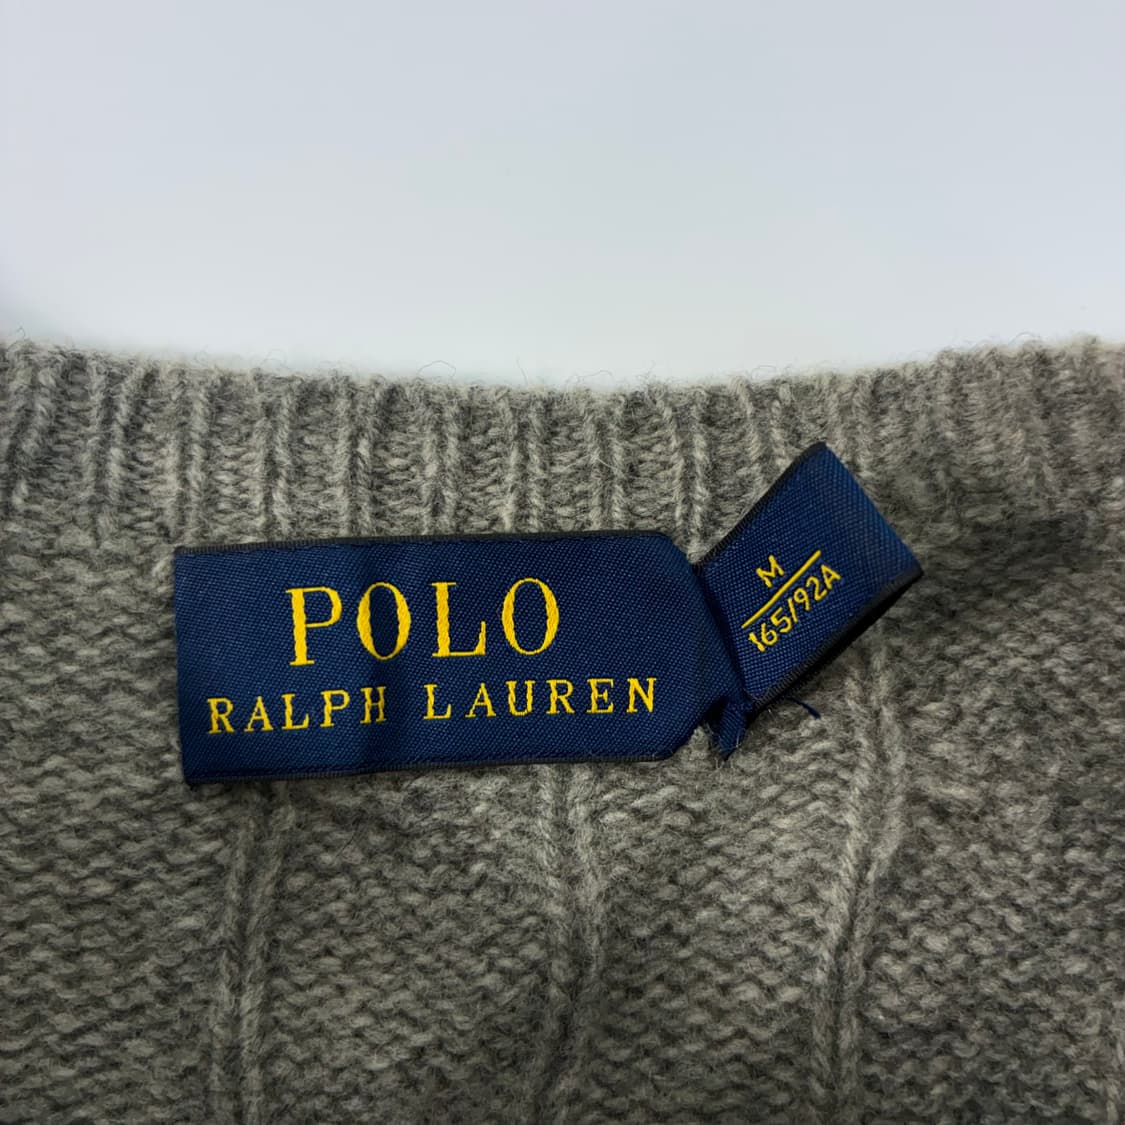 POLO
RALPH LAUREN
M
165/92A